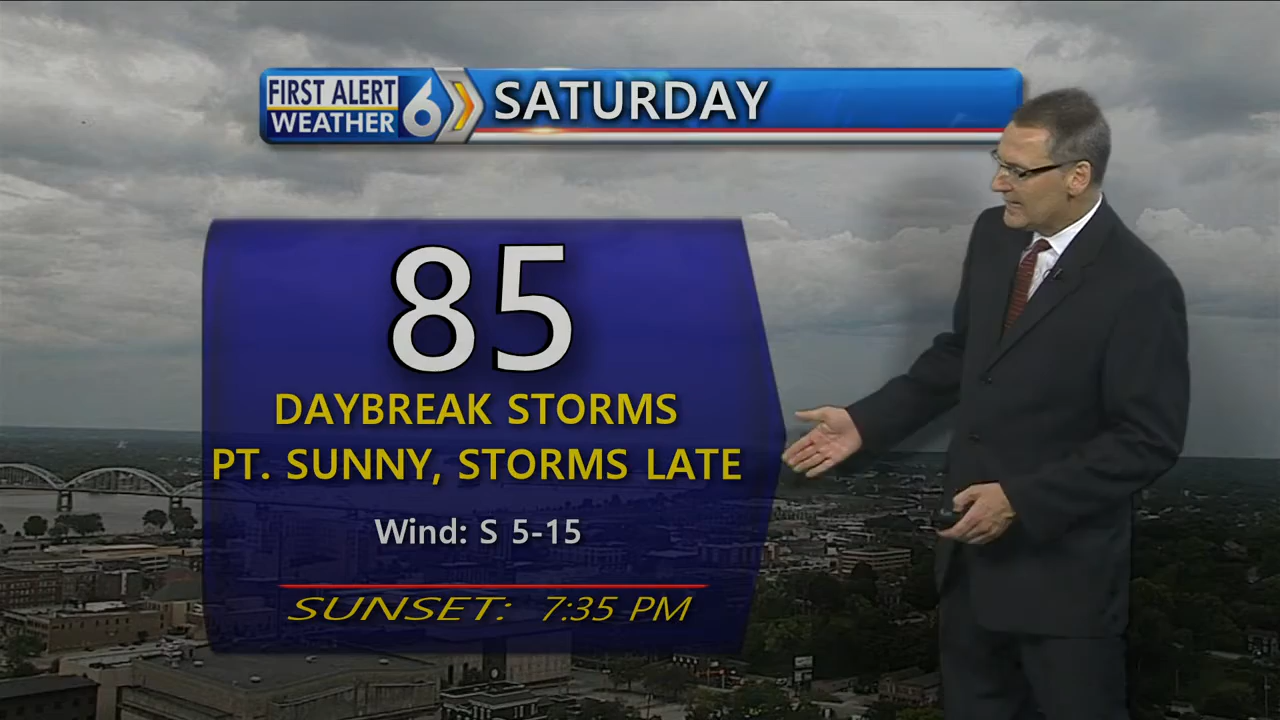 FIRST ALERT
WEATHER 6
SATURDAY
85
DAYBREAK STORMS
PT. SUNNY, STORMS LATE
Wind: S 5-15
SUNSET: 7:35 PM